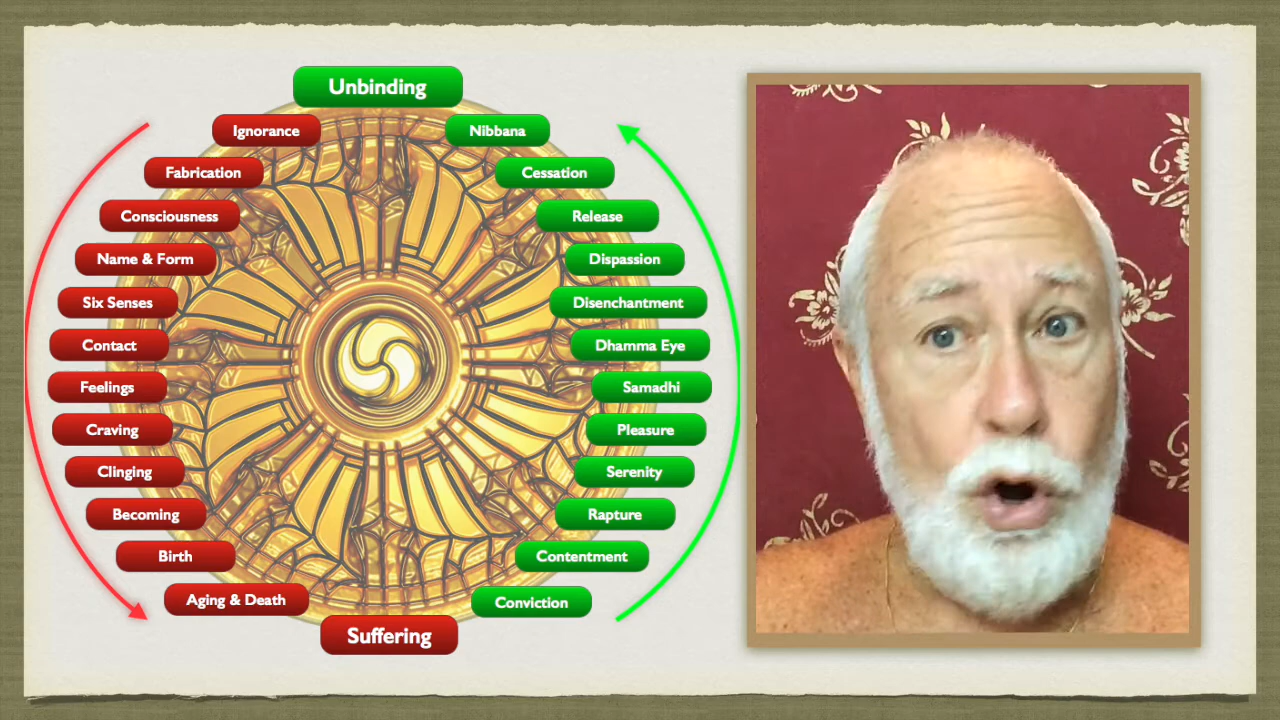 Unbinding
Ignorance
Fabrication
Consciousness
Name & Form
Six Senses
Contact
Feelings
Craving
Clinging
Becoming
Birth
Aging & Death
Suffering
Nibbana
Cessation
Release
Dispassion
Disenchantment
Dhamma Eye
Samadhi
Pleasure
Serenity
Rapture
Contentment
Conviction